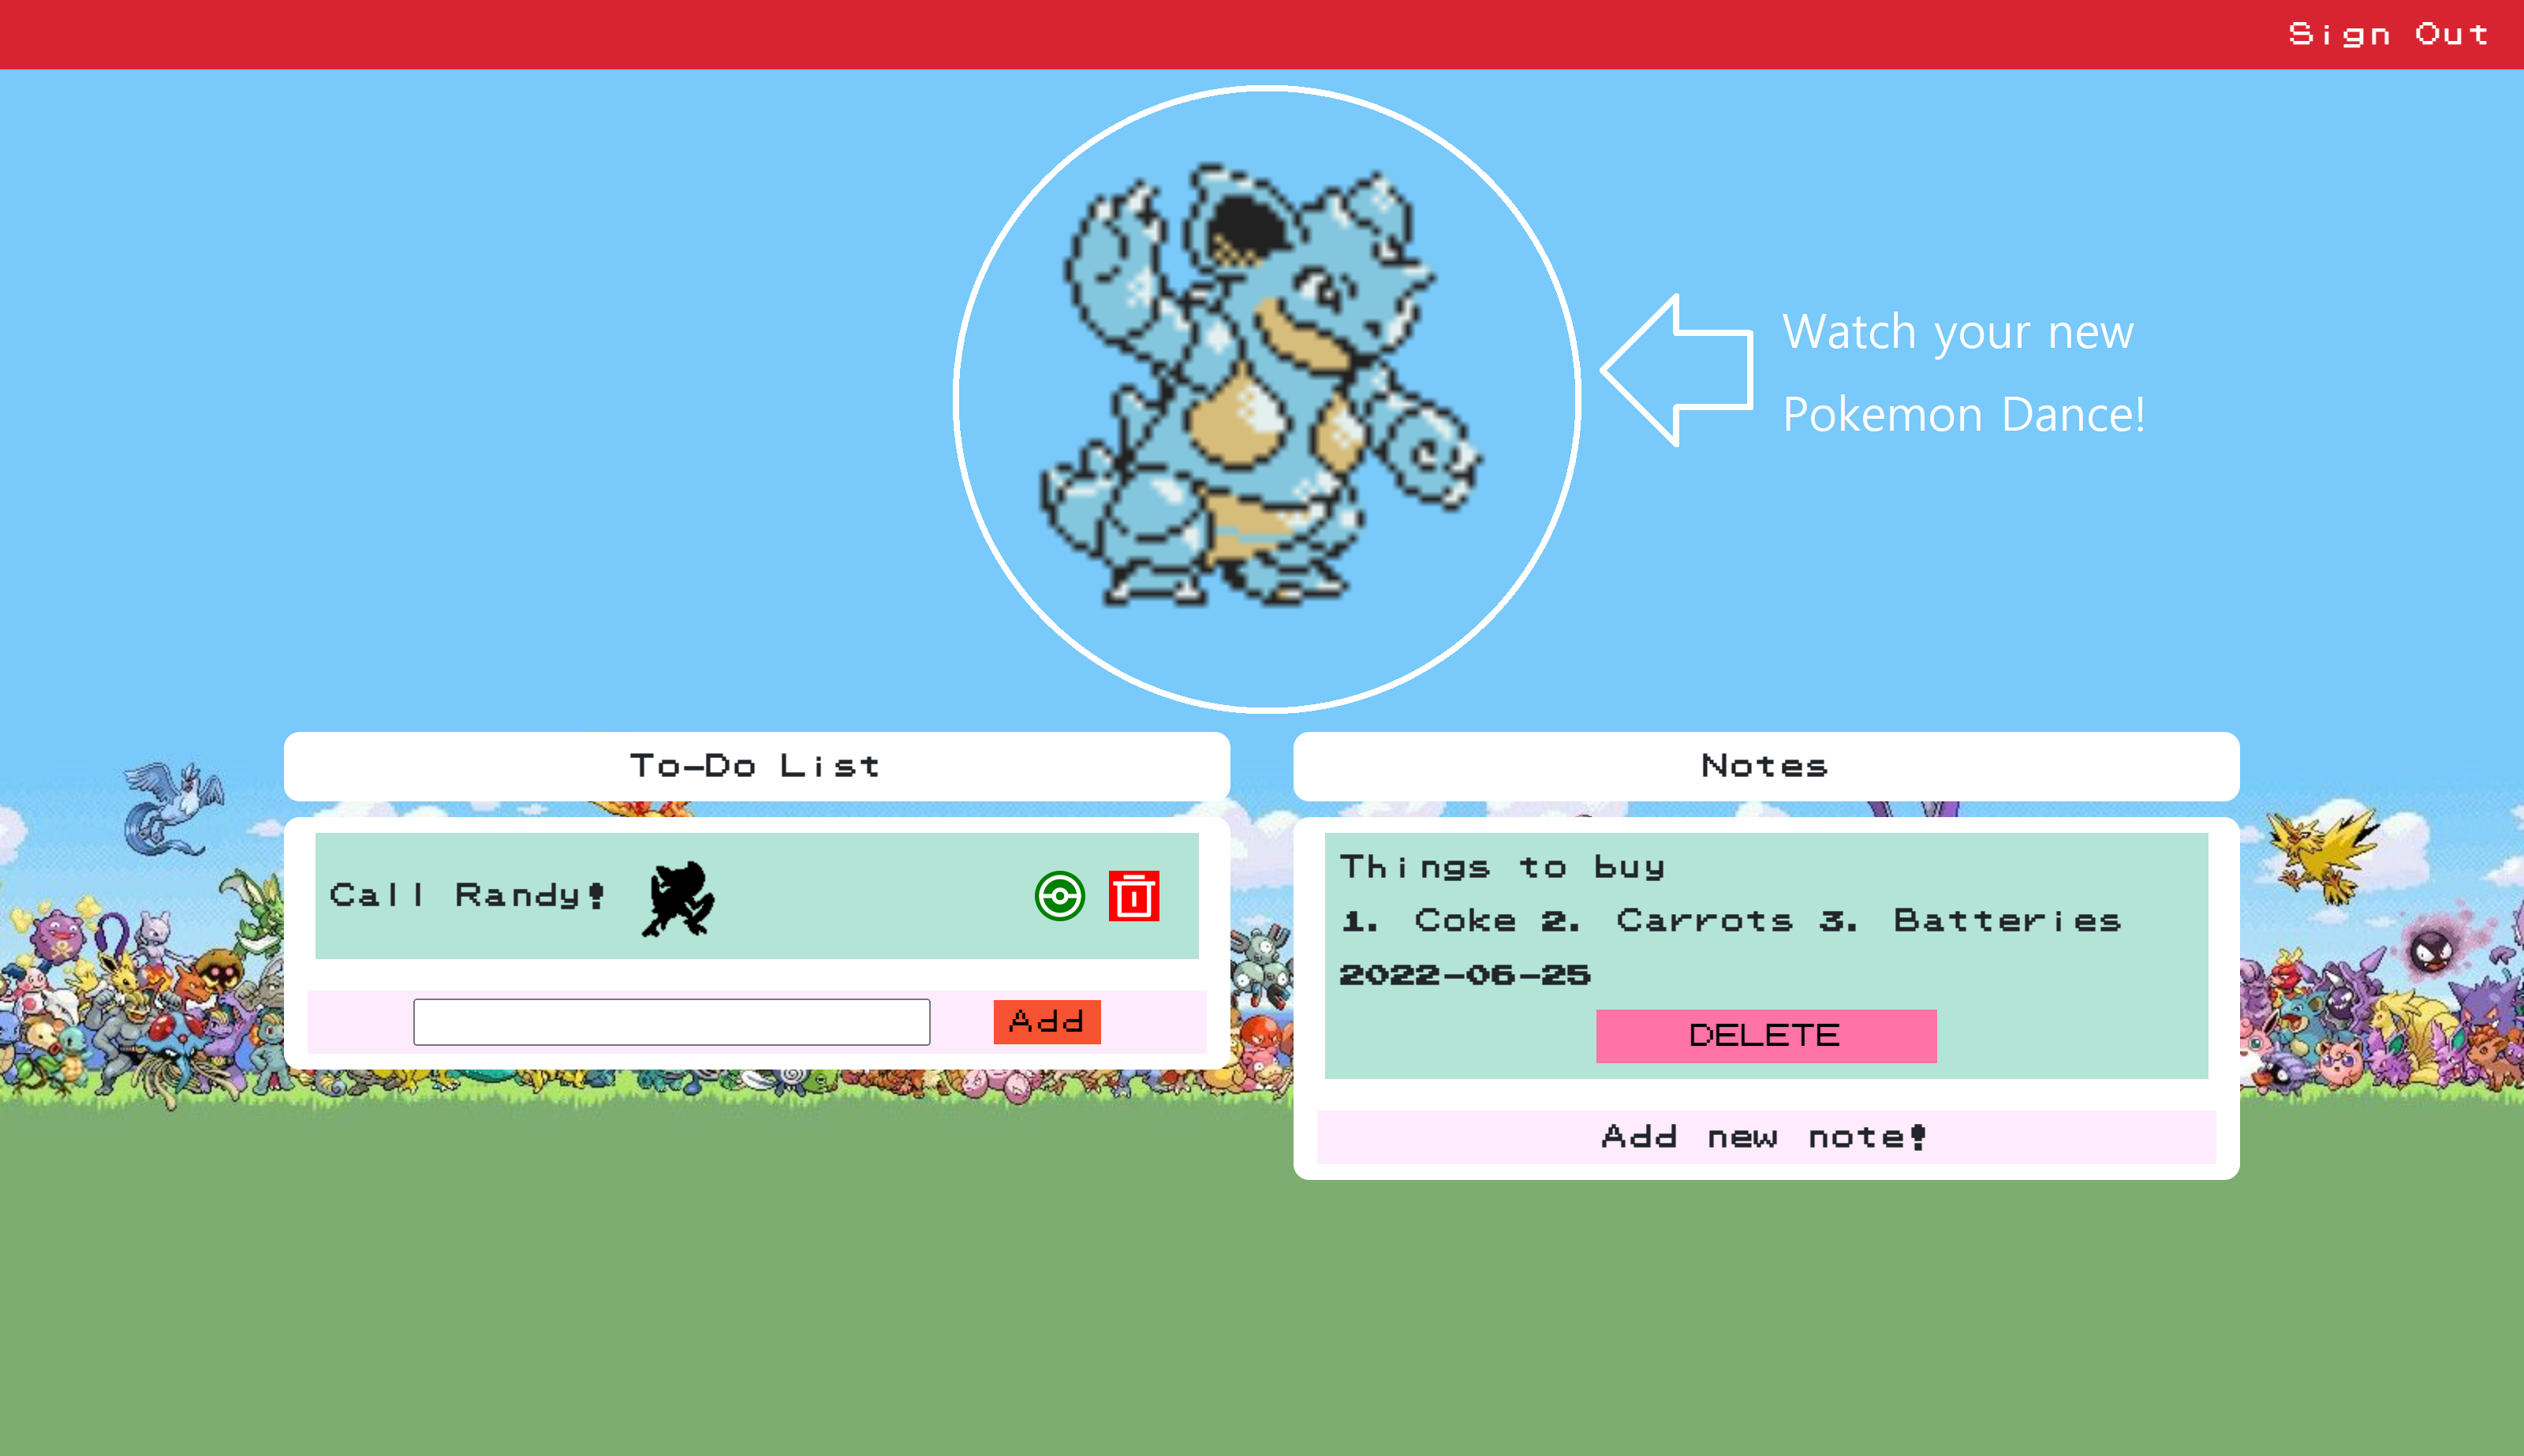 Sign Out
Watch your new
Pokemon Dance!
To-Do List
Notes
Call Randy!
Add
Things to buy
1. Coke 2. Carrots 3. Batteries
2022-06-25
DELETE
Add new note!